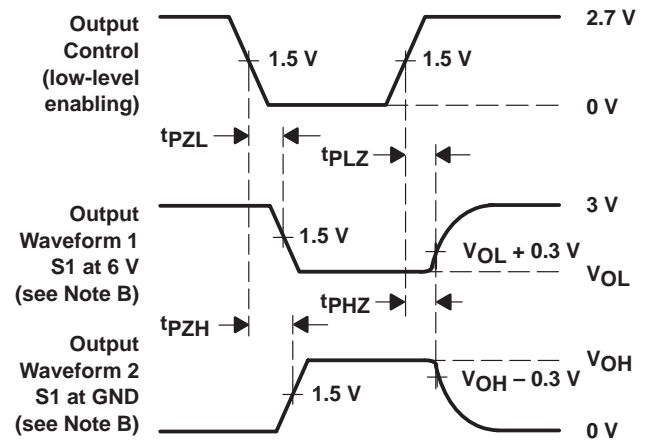 Output
Control
(low-level
enabling)
2.7 V
1.5 V
1.5 V
0 V
tPZL
tPLZ
Output
Waveform 1
S1 at 6 V
(see Note B)
3 V
1.5 V
VOL + 0.3 V
VOL
tPHZ
tPZH
Output
Waveform 2
S1 at GND
(see Note B)
VOH
1.5 V
VOH – 0.3 V
0 V